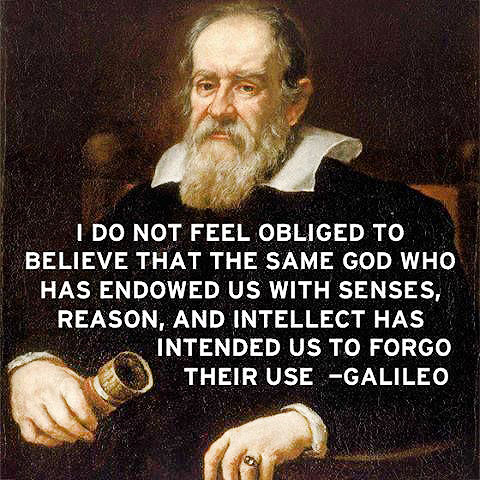 I DO NOT FEEL OBLIGED TO
BELIEVE THAT THE SAME GOD WHO
HAS ENDOWED US WITH SENSES,
REASON, AND INTELLECT HAS
INTENDED US TO FORGO
THEIR USE –GALILEO